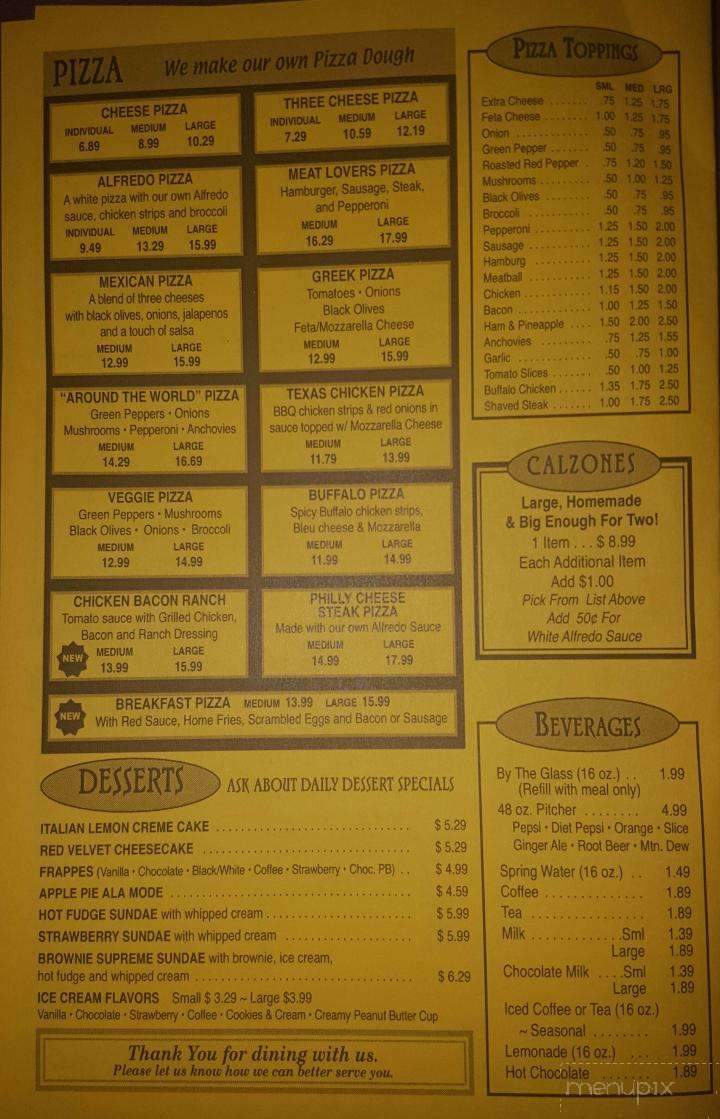 PIZZA We make our own Pizza Dough
CHEESE PIZZA
INDIVIDUAL MEDIUM LARGE
6.89 8.99 10.29
THREE CHEESE PIZZA
INDIVIDUAL MEDIUM LARGE
7.29 10.59 12.19
ALFREDO PIZZA
A white pizza with our own Alfredo
sauce, chicken strips and broccoli
INDIVIDUAL MEDIUM LARGE
9.49 13.29 15.99
MEAT LOVERS PIZZA
Hamburger, Sausage, Steak,
and Pepperoni
MEDIUM LARGE
16.29 17.99
MEXICAN PIZZA
A blend of three cheeses
with black olives, onions, jalapenos
and a touch of salsa
MEDIUM LARGE
12.99 15.99
GREEK PIZZA
Tomatoes • Onions
Black Olives
Feta/Mozzarella Cheese
MEDIUM LARGE
12.99 15.99
"AROUND THE WORLD" PIZZA
Green Peppers • Onions
Mushrooms • Pepperoni • Anchovies
MEDIUM LARGE
14.29 16.69
TEXAS CHICKEN PIZZA
BBQ chicken strips & red onions in
sauce topped w/ Mozzarella Cheese
MEDIUM LARGE
11.79 13.99
VEGGIE PIZZA
Green Peppers • Mushrooms
Black Olives • Onions • Broccoli
MEDIUM LARGE
12.99 14.99
BUFFALO PIZZA
Spicy Buffalo chicken strips,
Bleu cheese & Mozzarella
MEDIUM LARGE
11.99 14.99
CHICKEN BACON RANCH
Tomato sauce with Grilled Chicken,
Bacon and Ranch Dressing
NEW MEDIUM LARGE
13.99 15.99
PHILLY CHEESE
STEAK PIZZA
Made with our own Alfredo Sauce
MEDIUM LARGE
14.99 17.99
NEW BREAKFAST PIZZA MEDIUM 13.99 LARGE 15.99
With Red Sauce, Home Fries, Scrambled Eggs and Bacon or Sausage
DESSERTS ASK ABOUT DAILY DESSERT SPECIALS
ITALIAN LEMON CREME CAKE $ 5.29
RED VELVET CHEESECAKE $ 5.29
FRAPPES (Vanilla • Chocolate • Black/White • Coffee • Strawberry • Choc. PB) .. $ 4.99
APPLE PIE ALA MODE $ 4.59
HOT FUDGE SUNDAE with whipped cream $ 5.99
STRAWBERRY SUNDAE with whipped cream $ 5.99
BROWNIE SUPREME SUNDAE with brownie, ice cream,
hot fudge and whipped cream $ 6.29
ICE CREAM FLAVORS Small $ 3.29 ~ Large $3.99
Vanilla • Chocolate • Strawberry • Coffee • Cookies & Cream • Creamy Peanut Butter Cup
Thank You for dining with us.
Please let us know how we can better serve you.
PIZZA TOPPINGS
SML MED LRG
Extra Cheese .75 1.25 1.75
Feta Cheese 1.00 1.25 1.75
Onion .50 .75 .95
Green Pepper .50 .75 .95
Roasted Red Pepper .75 1.20 1.50
Mushrooms .50 1.00 1.25
Black Olives .50 .75 .95
Broccoli .50 .75 .95
Pepperoni 1.25 1.50 2.00
Sausage 1.25 1.50 2.00
Hamburg 1.25 1.50 2.00
Meatball 1.25 1.50 2.00
Chicken 1.15 1.50 2.00
Bacon 1.00 1.25 1.50
Ham & Pineapple 1.50 2.00 2.50
Anchovies .75 1.25 1.55
Garlic .50 .75 1.00
Tomato Slices .50 1.00 1.25
Buffalo Chicken 1.35 1.75 2.50
Shaved Steak 1.00 1.75 2.50
CALZONES
Large, Homemade
& Big Enough For Two!
1 Item . . . $ 8.99
Each Additional Item
Add $1.00
Pick From List Above
Add 50¢ For
White Alfredo Sauce
BEVERAGES
By The Glass (16 oz.) . . 1.99
(Refill with meal only)
48 oz. Pitcher 4.99
Pepsi • Diet Pepsi • Orange • Slice
Ginger Ale • Root Beer • Mtn. Dew
Spring Water (16 oz.) . . 1.49
Coffee 1.89
Tea 1.89
Milk Sml 1.39
Large 1.89
Chocolate Milk Sml 1.39
Large 1.89
Iced Coffee or Tea (16 oz.)
~ Seasonal 1.99
Lemonade (16 oz.) 1.99
Hot Chocolate 1.89
menupix